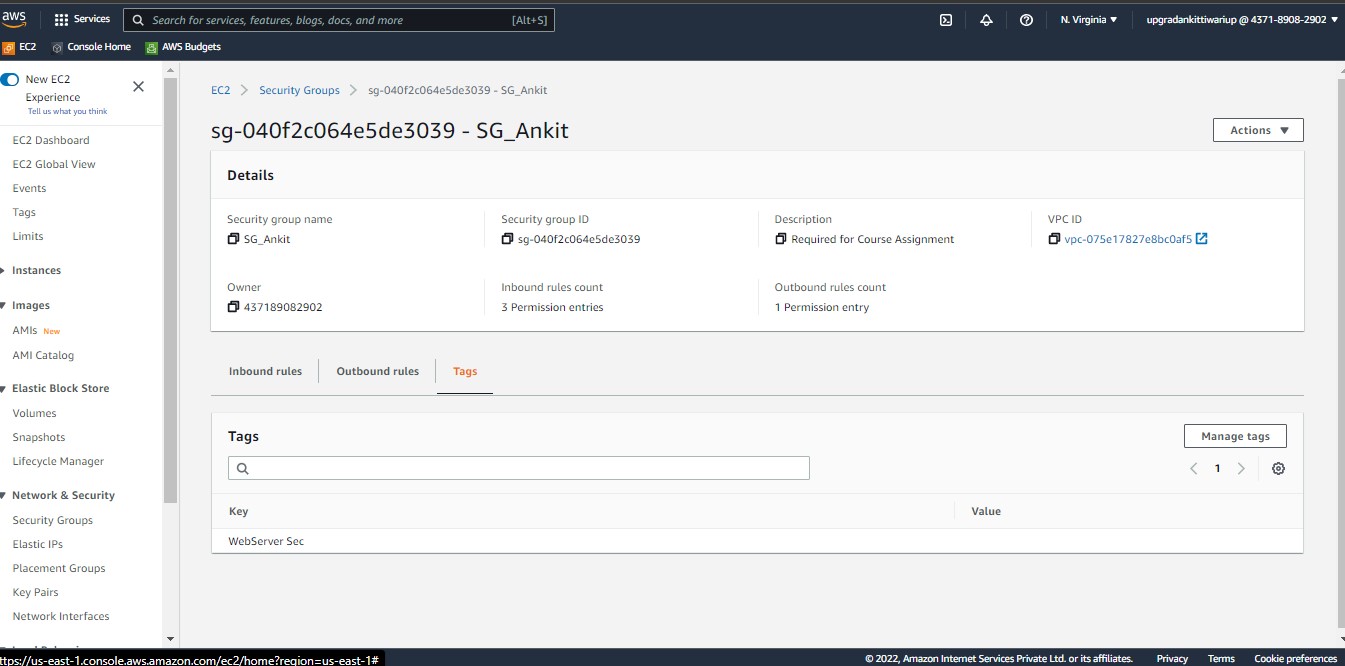 aws
Services
Search for services, features, blogs, docs, and more
[Alt+S]
N. Virginia
upgradankittiwariup @ 4371-8908-2902
EC2
Console Home
AWS Budgets
New EC2
Experience
Tell us what you think
EC2 Dashboard
EC2 Global View
Events
Tags
Limits
Instances
Images
AMIs New
AMI Catalog
Elastic Block Store
Volumes
Snapshots
Lifecycle Manager
Network & Security
Security Groups
Elastic IPs
Placement Groups
Key Pairs
Network Interfaces
EC2
Security Groups
sg-040f2c064e5de3039 - SG_Ankit
sg-040f2c064e5de3039 - SG_Ankit
Actions
Details
Security group name
SG_Ankit
Security group ID
sg-040f2c064e5de3039
Description
Required for Course Assignment
VPC ID
vpc-075e17827e8bc0af5
Owner
437189082902
Inbound rules count
3 Permission entries
Outbound rules count
1 Permission entry
Inbound rules
Outbound rules
Tags
Tags
Manage tags
1
Key
Value
WebServer Sec
ttps://us-east-1.console.aws.amazon.com/ec2/home?region=us-east-1#
© 2022, Amazon Internet Services Private Ltd. or its affiliates.
Privacy
Terms
Cookie preferences